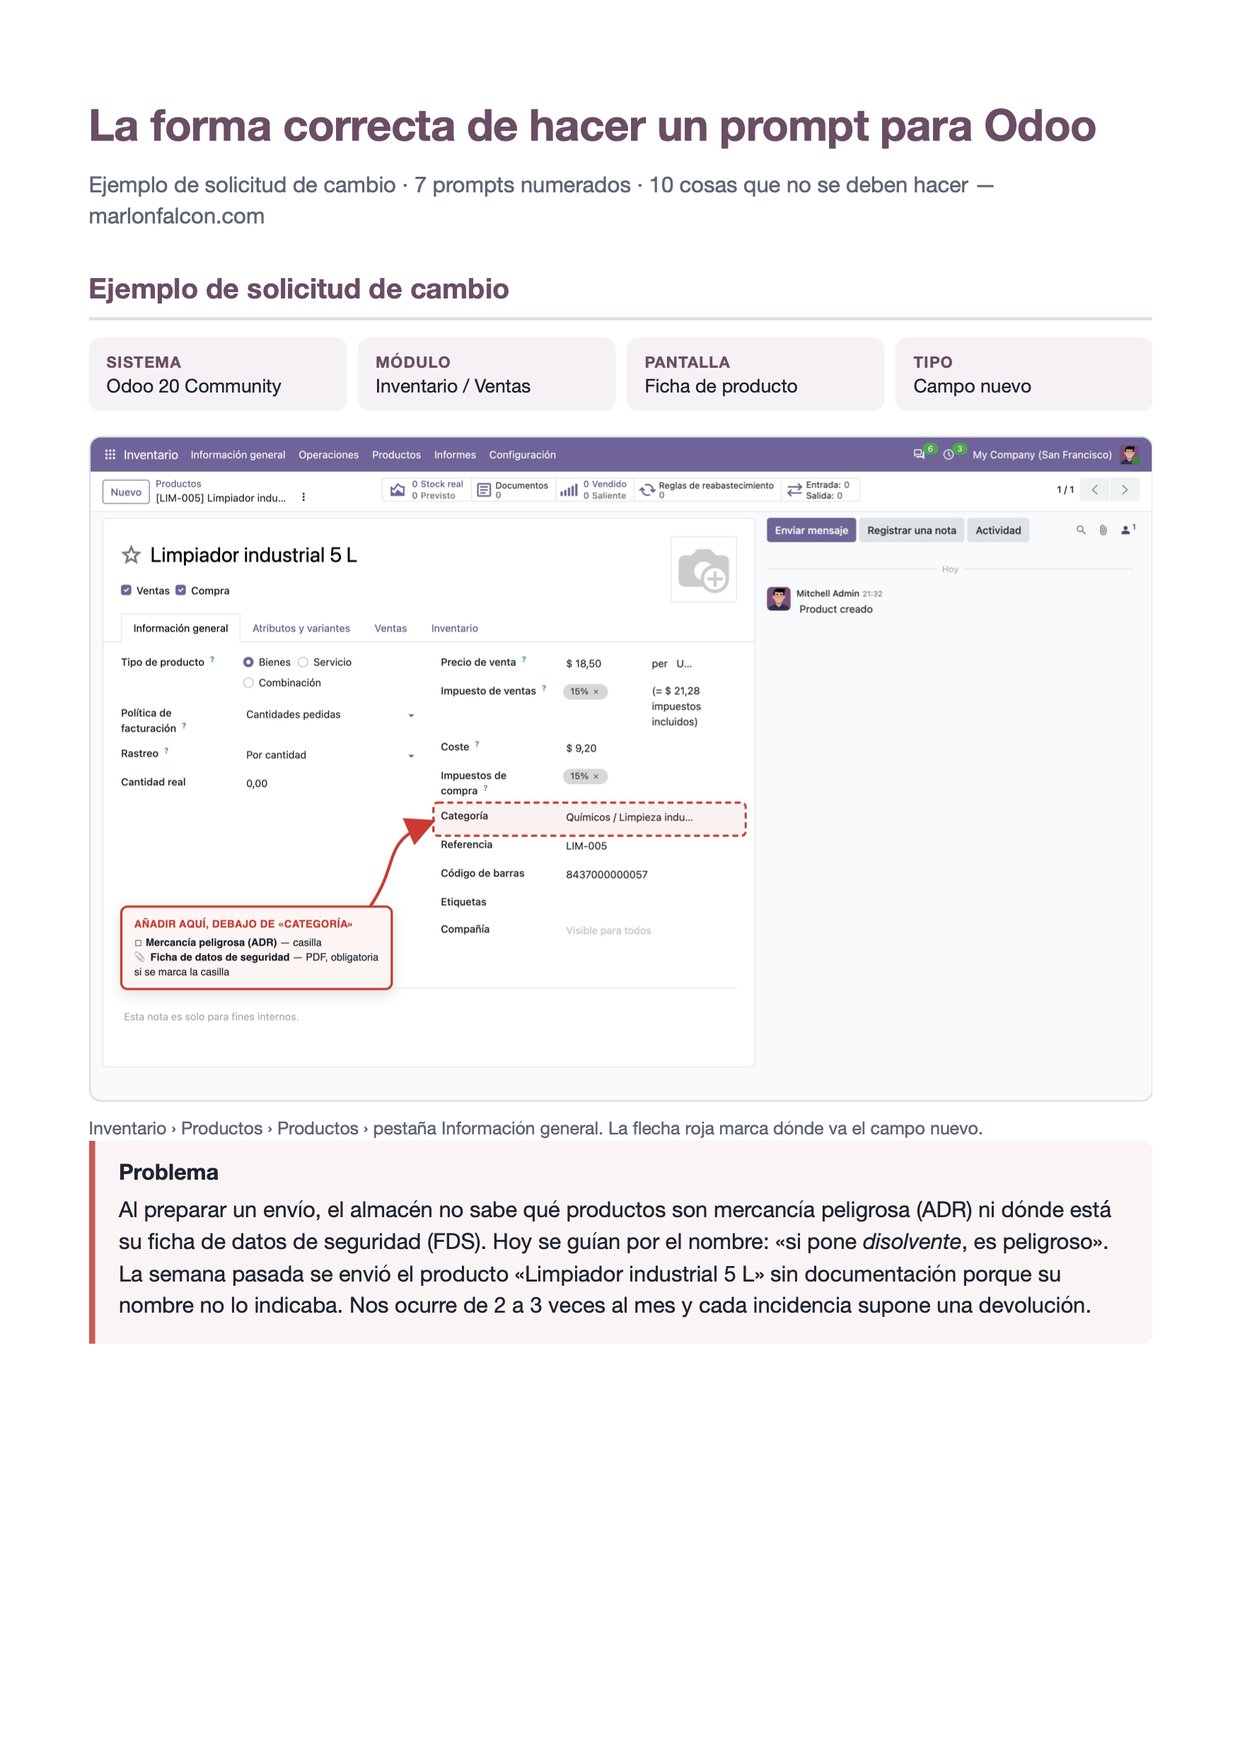 La forma correcta de hacer un prompt para Odoo
Ejemplo de solicitud de cambio · 7 prompts numerados · 10 cosas que no se deben hacer —
marlonfalcon.com
Ejemplo de solicitud de cambio
SISTEMA
Odoo 20 Community
MÓDULO
Inventario / Ventas
PANTALLA
Ficha de producto
TIPO
Campo nuevo
Inventario Información general Operaciones Productos Informes Configuración 6 3 My Company (San Francisco)
Nuevo
Productos
[LIM-005] Limpiador indu...
0 Stock real
0 Previsto
Documentos
0
0 Vendido
0 Saliente
Reglas de reabastecimiento
0
Entrada: 0
Salida: 0
1 / 1
Limpiador industrial 5 L
Ventas Compra
Información general Atributos y variantes Ventas Inventario
Tipo de producto ? Bienes Servicio
Combinación
Política de
facturación ?
Cantidades pedidas
Rastreo ? Por cantidad
Cantidad real 0,00
Precio de venta ? $ 18,50 per U...
Impuesto de ventas ? 15% × (= $ 21,28
impuestos
incluidos)
Coste ? $ 9,20
Impuestos de
compra ?
15% ×
Categoría Químicos / Limpieza indu...
Referencia LIM-005
Código de barras 8437000000057
Etiquetas
Compañía Visible para todos
AÑADIR AQUÍ, DEBAJO DE «CATEGORÍA»
Mercancía peligrosa (ADR) — casilla
Ficha de datos de seguridad — PDF, obligatoria
si se marca la casilla
Esta nota es solo para fines internos.
Enviar mensaje Registrar una nota Actividad 1
Hoy
Mitchell Admin 21:32
Product creado
Inventario › Productos › Productos › pestaña Información general. La flecha roja marca dónde va el campo nuevo.
Problema
Al preparar un envío, el almacén no sabe qué productos son mercancía peligrosa (ADR) ni dónde está
su ficha de datos de seguridad (FDS). Hoy se guían por el nombre: «si pone disolvente, es peligroso».
La semana pasada se envió el producto «Limpiador industrial 5 L» sin documentación porque su
nombre no lo indicaba. Nos ocurre de 2 a 3 veces al mes y cada incidencia supone una devolución.